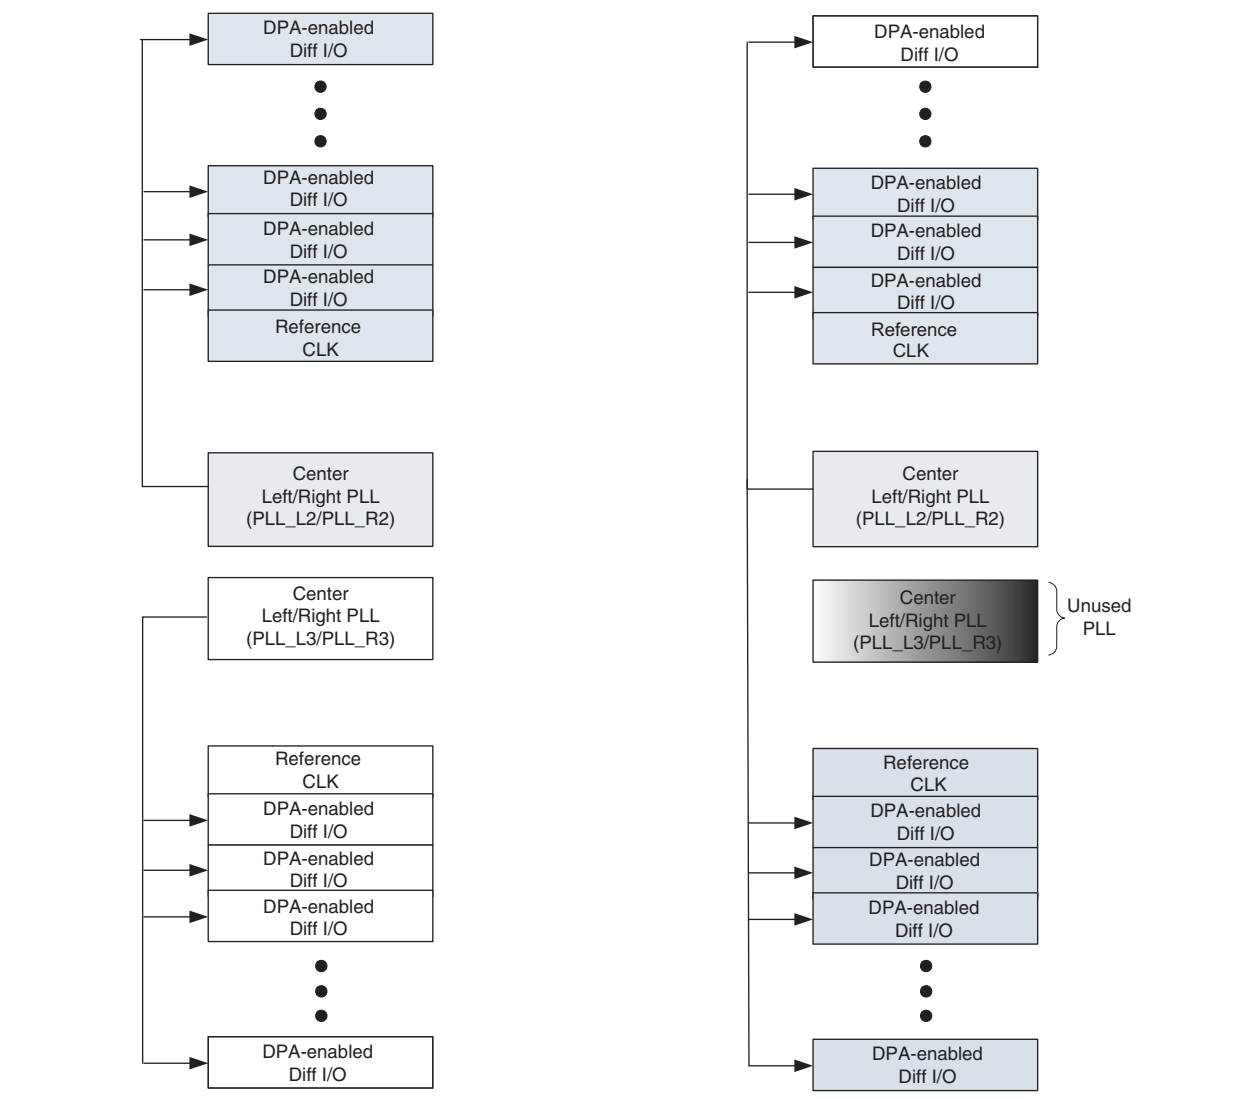 DPA-enabled
Diff I/O
DPA-enabled
Diff I/O
DPA-enabled
Diff I/O
DPA-enabled
Diff I/O
Reference
CLK
Center
Left/Right PLL
(PLL_L2/PLL_R2)
Center
Left/Right PLL
(PLL_L3/PLL_R3)
Reference
CLK
DPA-enabled
Diff I/O
DPA-enabled
Diff I/O
DPA-enabled
Diff I/O
DPA-enabled
Diff I/O
DPA-enabled
Diff I/O
DPA-enabled
Diff I/O
DPA-enabled
Diff I/O
DPA-enabled
Diff I/O
Reference
CLK
Center
Left/Right PLL
(PLL_L2/PLL_R2)
Center
Left/Right PLL
(PLL_L3/PLL_R3)
Unused
PLL
Reference
CLK
DPA-enabled
Diff I/O
DPA-enabled
Diff I/O
DPA-enabled
Diff I/O
DPA-enabled
Diff I/O